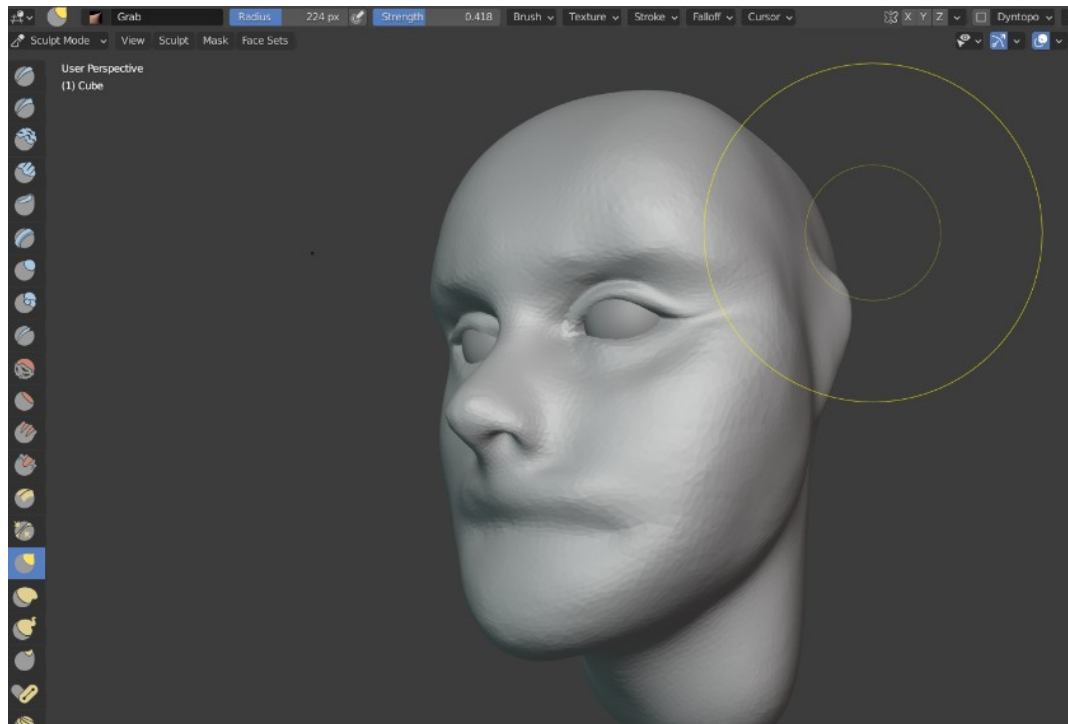 Grab Radius 224 px Strength 0.418 Brush Texture Stroke Falloff Cursor X Y Z Dyntopo
Sculpt Mode View Sculpt Mask Face Sets
User Perspective
(1) Cube